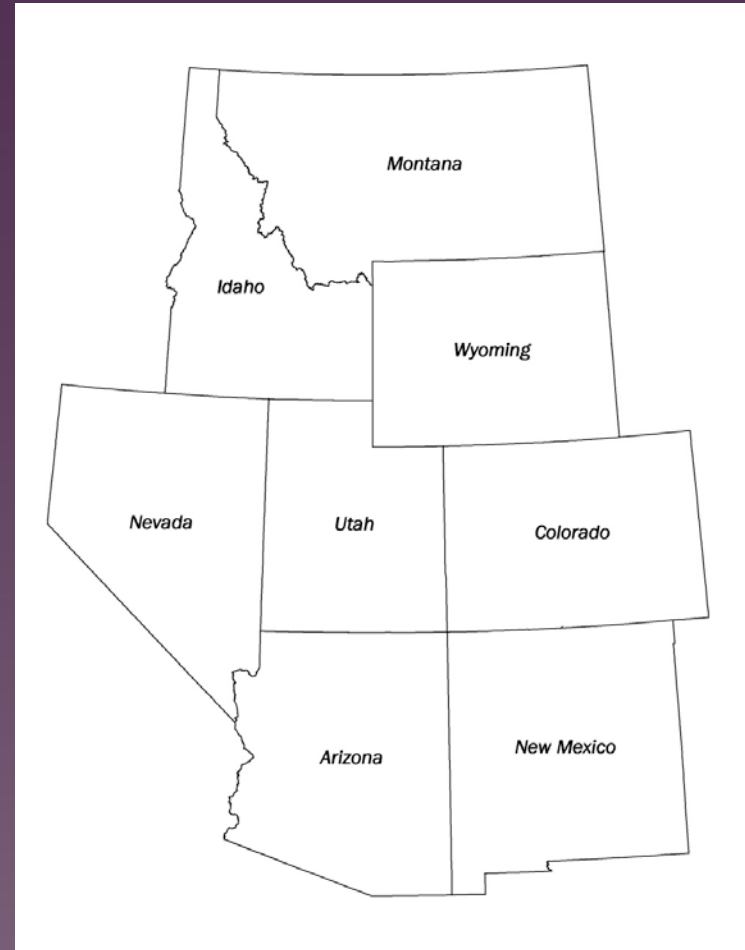 Montana
Idaho
Wyoming
Nevada
Utah
Colorado
Arizona
New Mexico